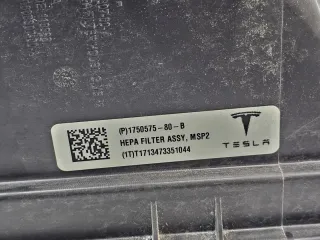 (P)1750575-80-B
HEPA FILTER ASSY, MSP2
(1T)T1713473351044
TESLA